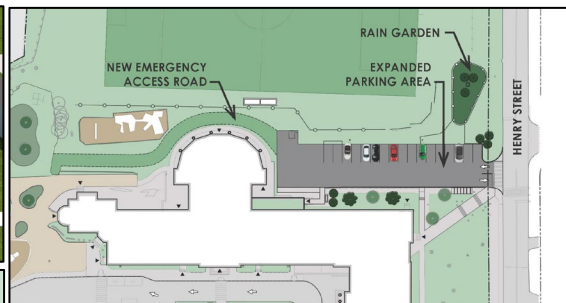 RAIN GARDEN
NEW EMERGENCY
ACCESS ROAD
EXPANDED
PARKING AREA
HENRY STREET